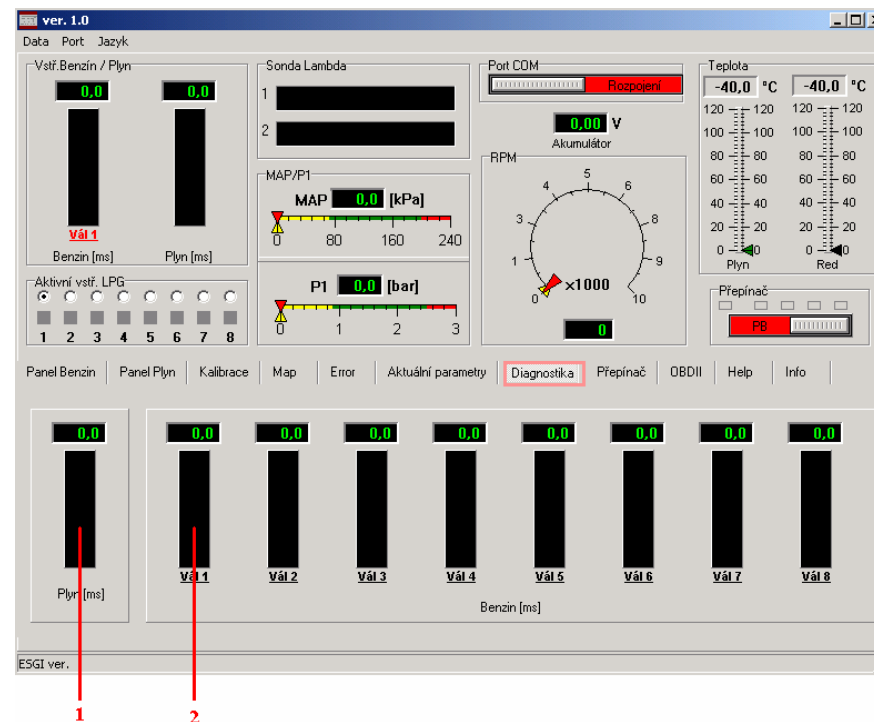 ESGI ver. 1.0
Data Port Jazyk
Vstř.Benzín / Plyn
0,0 0,0
Vál 1
Benzin [ms] Plyn [ms]
Sonda Lambda
1
2
Port COM
Rozpojení
0,00 V
Akumulátor
Teplota
-40,0 °C -40,0 °C
120 120 120 120
100 100 100 100
80 80 80 80
60 60 60 60
40 40 40 40
20 20 20 20
0 0 0 0
Plyn Red
MAP/P1
MAP 0,0 [kPa]
0 80 160 240
P1 0,0 [bar]
0 1 2 3
RPM
0 1 3 4 5 6 8 9 10
×1000
0
Aktivní vstř. LPG
1 2 3 4 5 6 7 8
Přepínač
PB
Panel Benzin Panel Plyn Kalibrace Map Error Aktuální parametry Diagnostika Přepínač OBDII Help Info
0,0 0,0 0,0 0,0 0,0 0,0 0,0 0,0 0,0
Vál 1 Vál 2 Vál 3 Vál 4 Vál 5 Vál 6 Vál 7 Vál 8
Plyn [ms]
Benzin [ms]
ESGI ver.
1 2